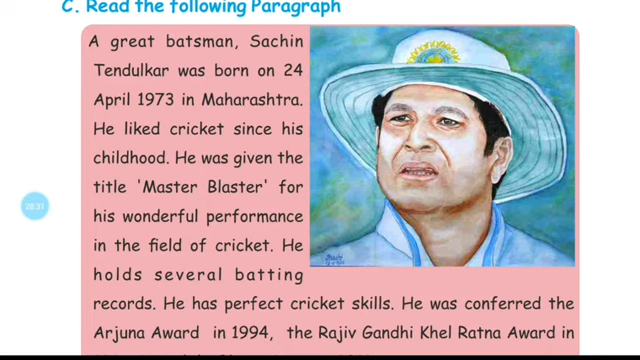 C. Read the following Paragraph
A great batsman, Sachin
Tendulkar was born on 24
April 1973 in Maharashtra.
He liked cricket since his
childhood. He was given the
title 'Master Blaster' for
his wonderful performance
in the field of cricket. He
holds several batting
records. He has perfect cricket skills. He was conferred the
Arjuna Award in 1994, the Rajiv Gandhi Khel Ratna Award in
28:31